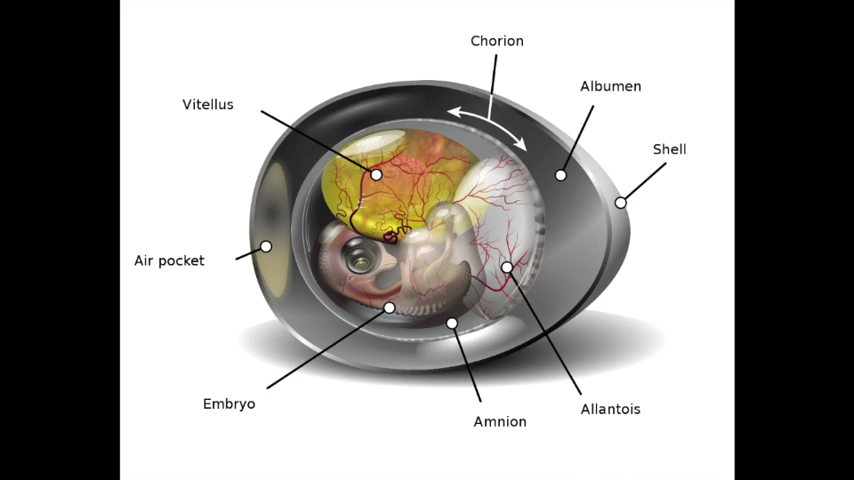 Chorion
Albumen
Vitellus
Shell
Air pocket
Embryo
Allantois
Amnion